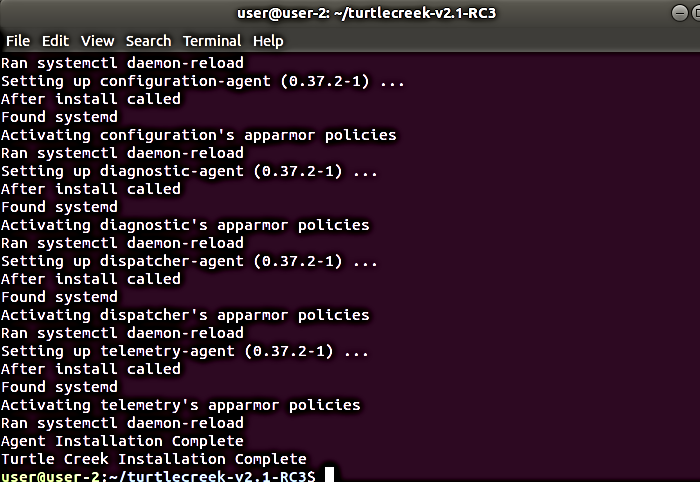 user@user-2: ~/turtlecreek-v2.1-RC3
File Edit View Search Terminal Help
Ran systemctl daemon-reload
Setting up configuration-agent (0.37.2-1) ...
After install called
Found systemd
Activating configuration's apparmor policies
Ran systemctl daemon-reload
Setting up diagnostic-agent (0.37.2-1) ...
After install called
Found systemd
Activating diagnostic's apparmor policies
Ran systemctl daemon-reload
Setting up dispatcher-agent (0.37.2-1) ...
After install called
Found systemd
Activating dispatcher's apparmor policies
Ran systemctl daemon-reload
Setting up telemetry-agent (0.37.2-1) ...
After install called
Found systemd
Activating telemetry's apparmor policies
Ran systemctl daemon-reload
Agent Installation Complete
Turtle Creek Installation Complete
user@user-2:~/turtlecreek-v2.1-RC3$